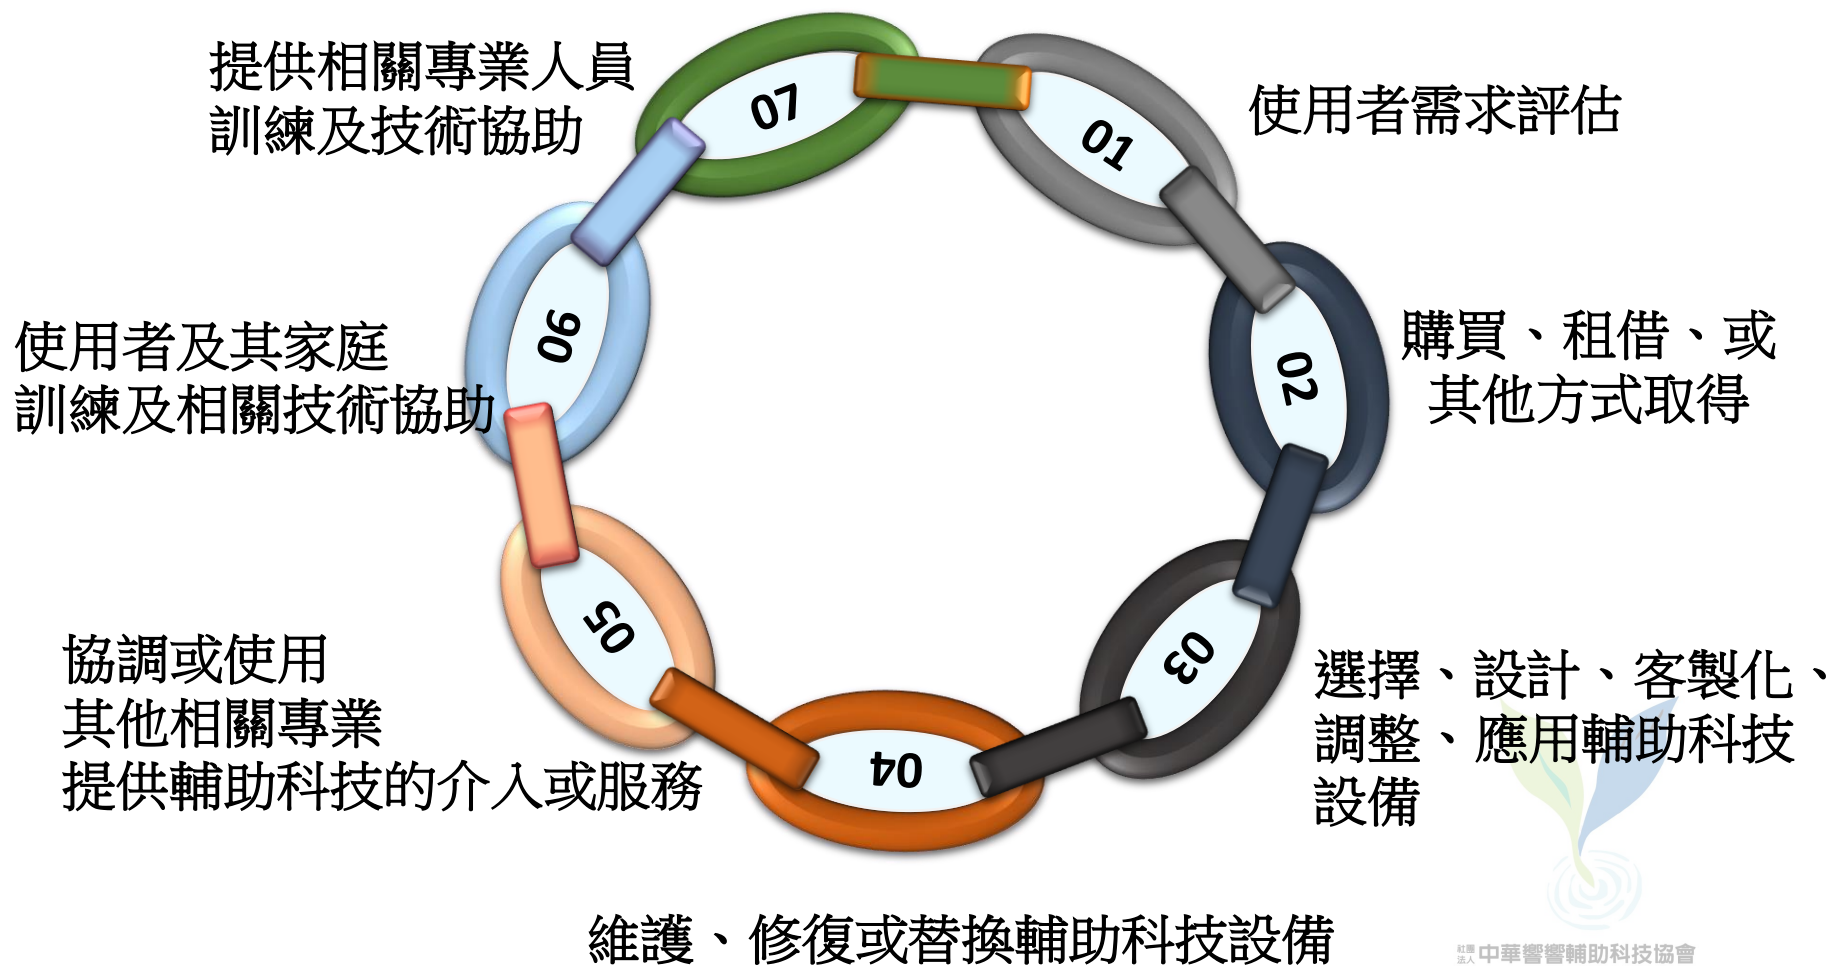 01
使用者需求評估
02
購買、租借、或
其他方式取得
03
選擇、設計、客製化、
調整、應用輔助科技
設備
04
維護、修復或替換輔助科技設備
05
協調或使用
其他相關專業
提供輔助科技的介入或服務
06
使用者及其家庭
訓練及相關技術協助
07
提供相關專業人員
訓練及技術協助
社團法人 中華響響輔助科技協會